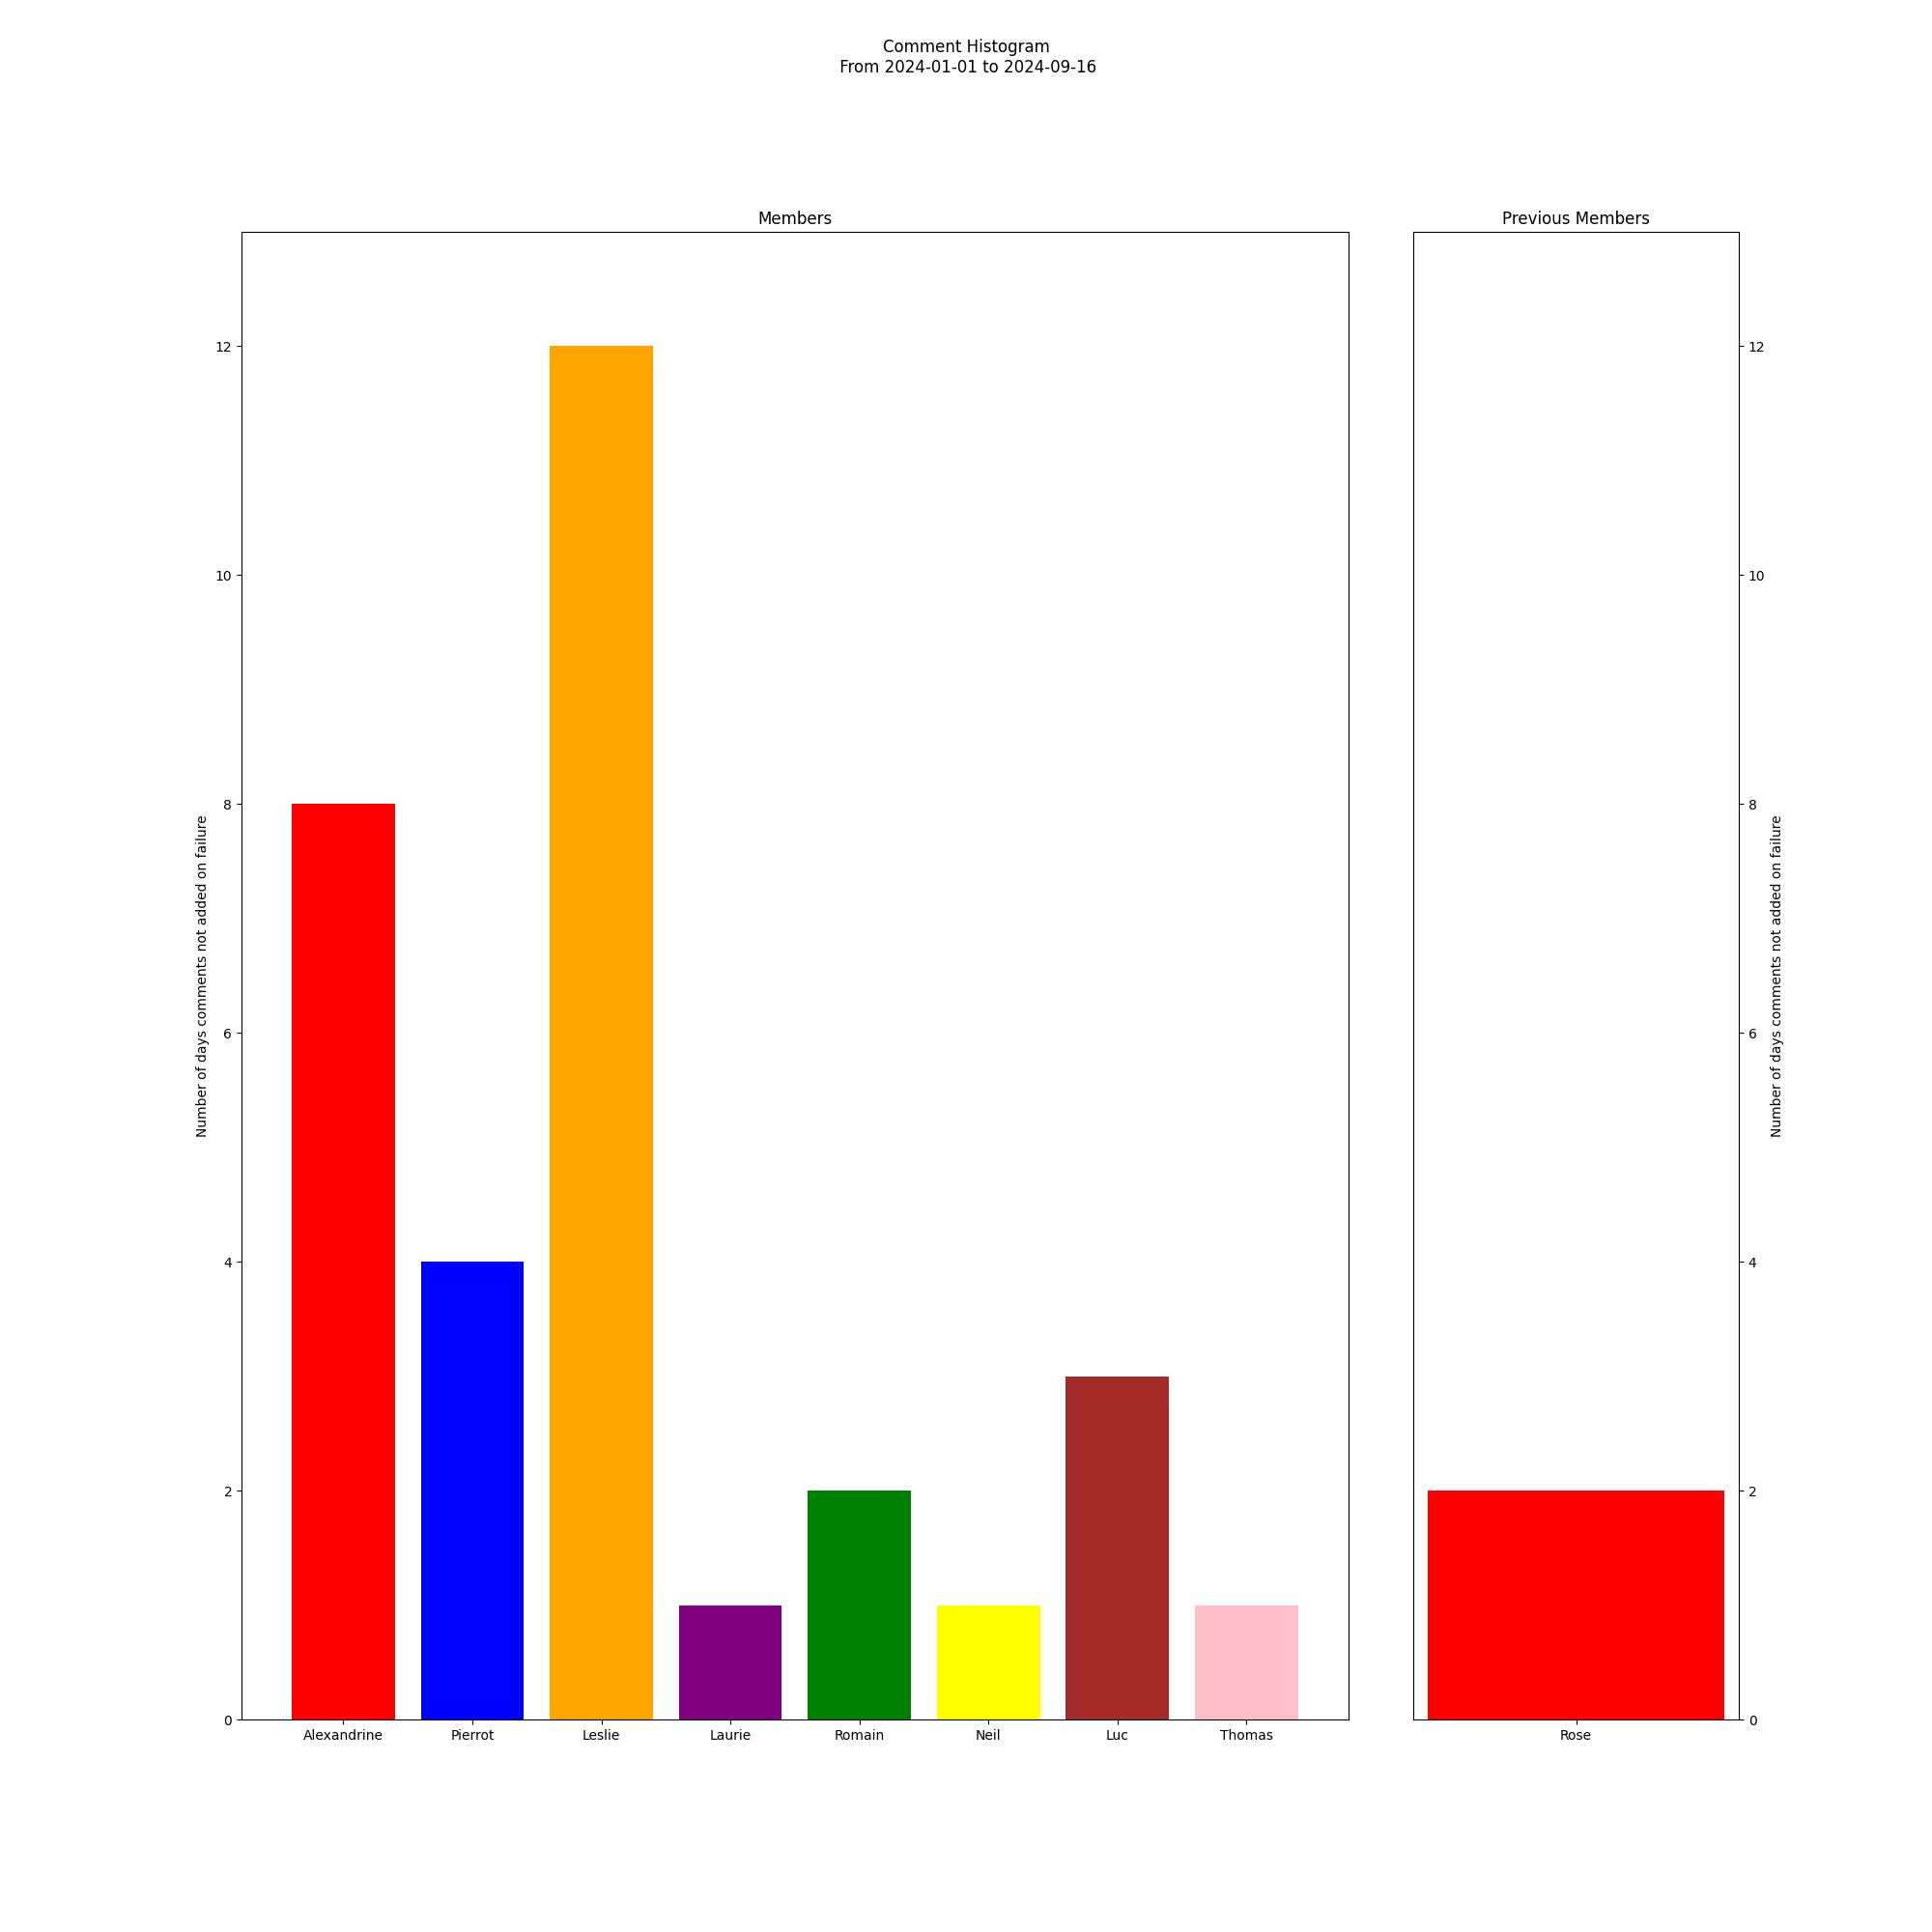 Comment Histogram
From 2024-01-01 to 2024-09-16
Members
Number of days comments not added on failure
12
10
8
6
4
2
0
Alexandrine
Pierrot
Leslie
Laurie
Romain
Neil
Luc
Thomas
Previous Members
12
10
8
6
4
2
0
Number of days comments not added on failure
Rose